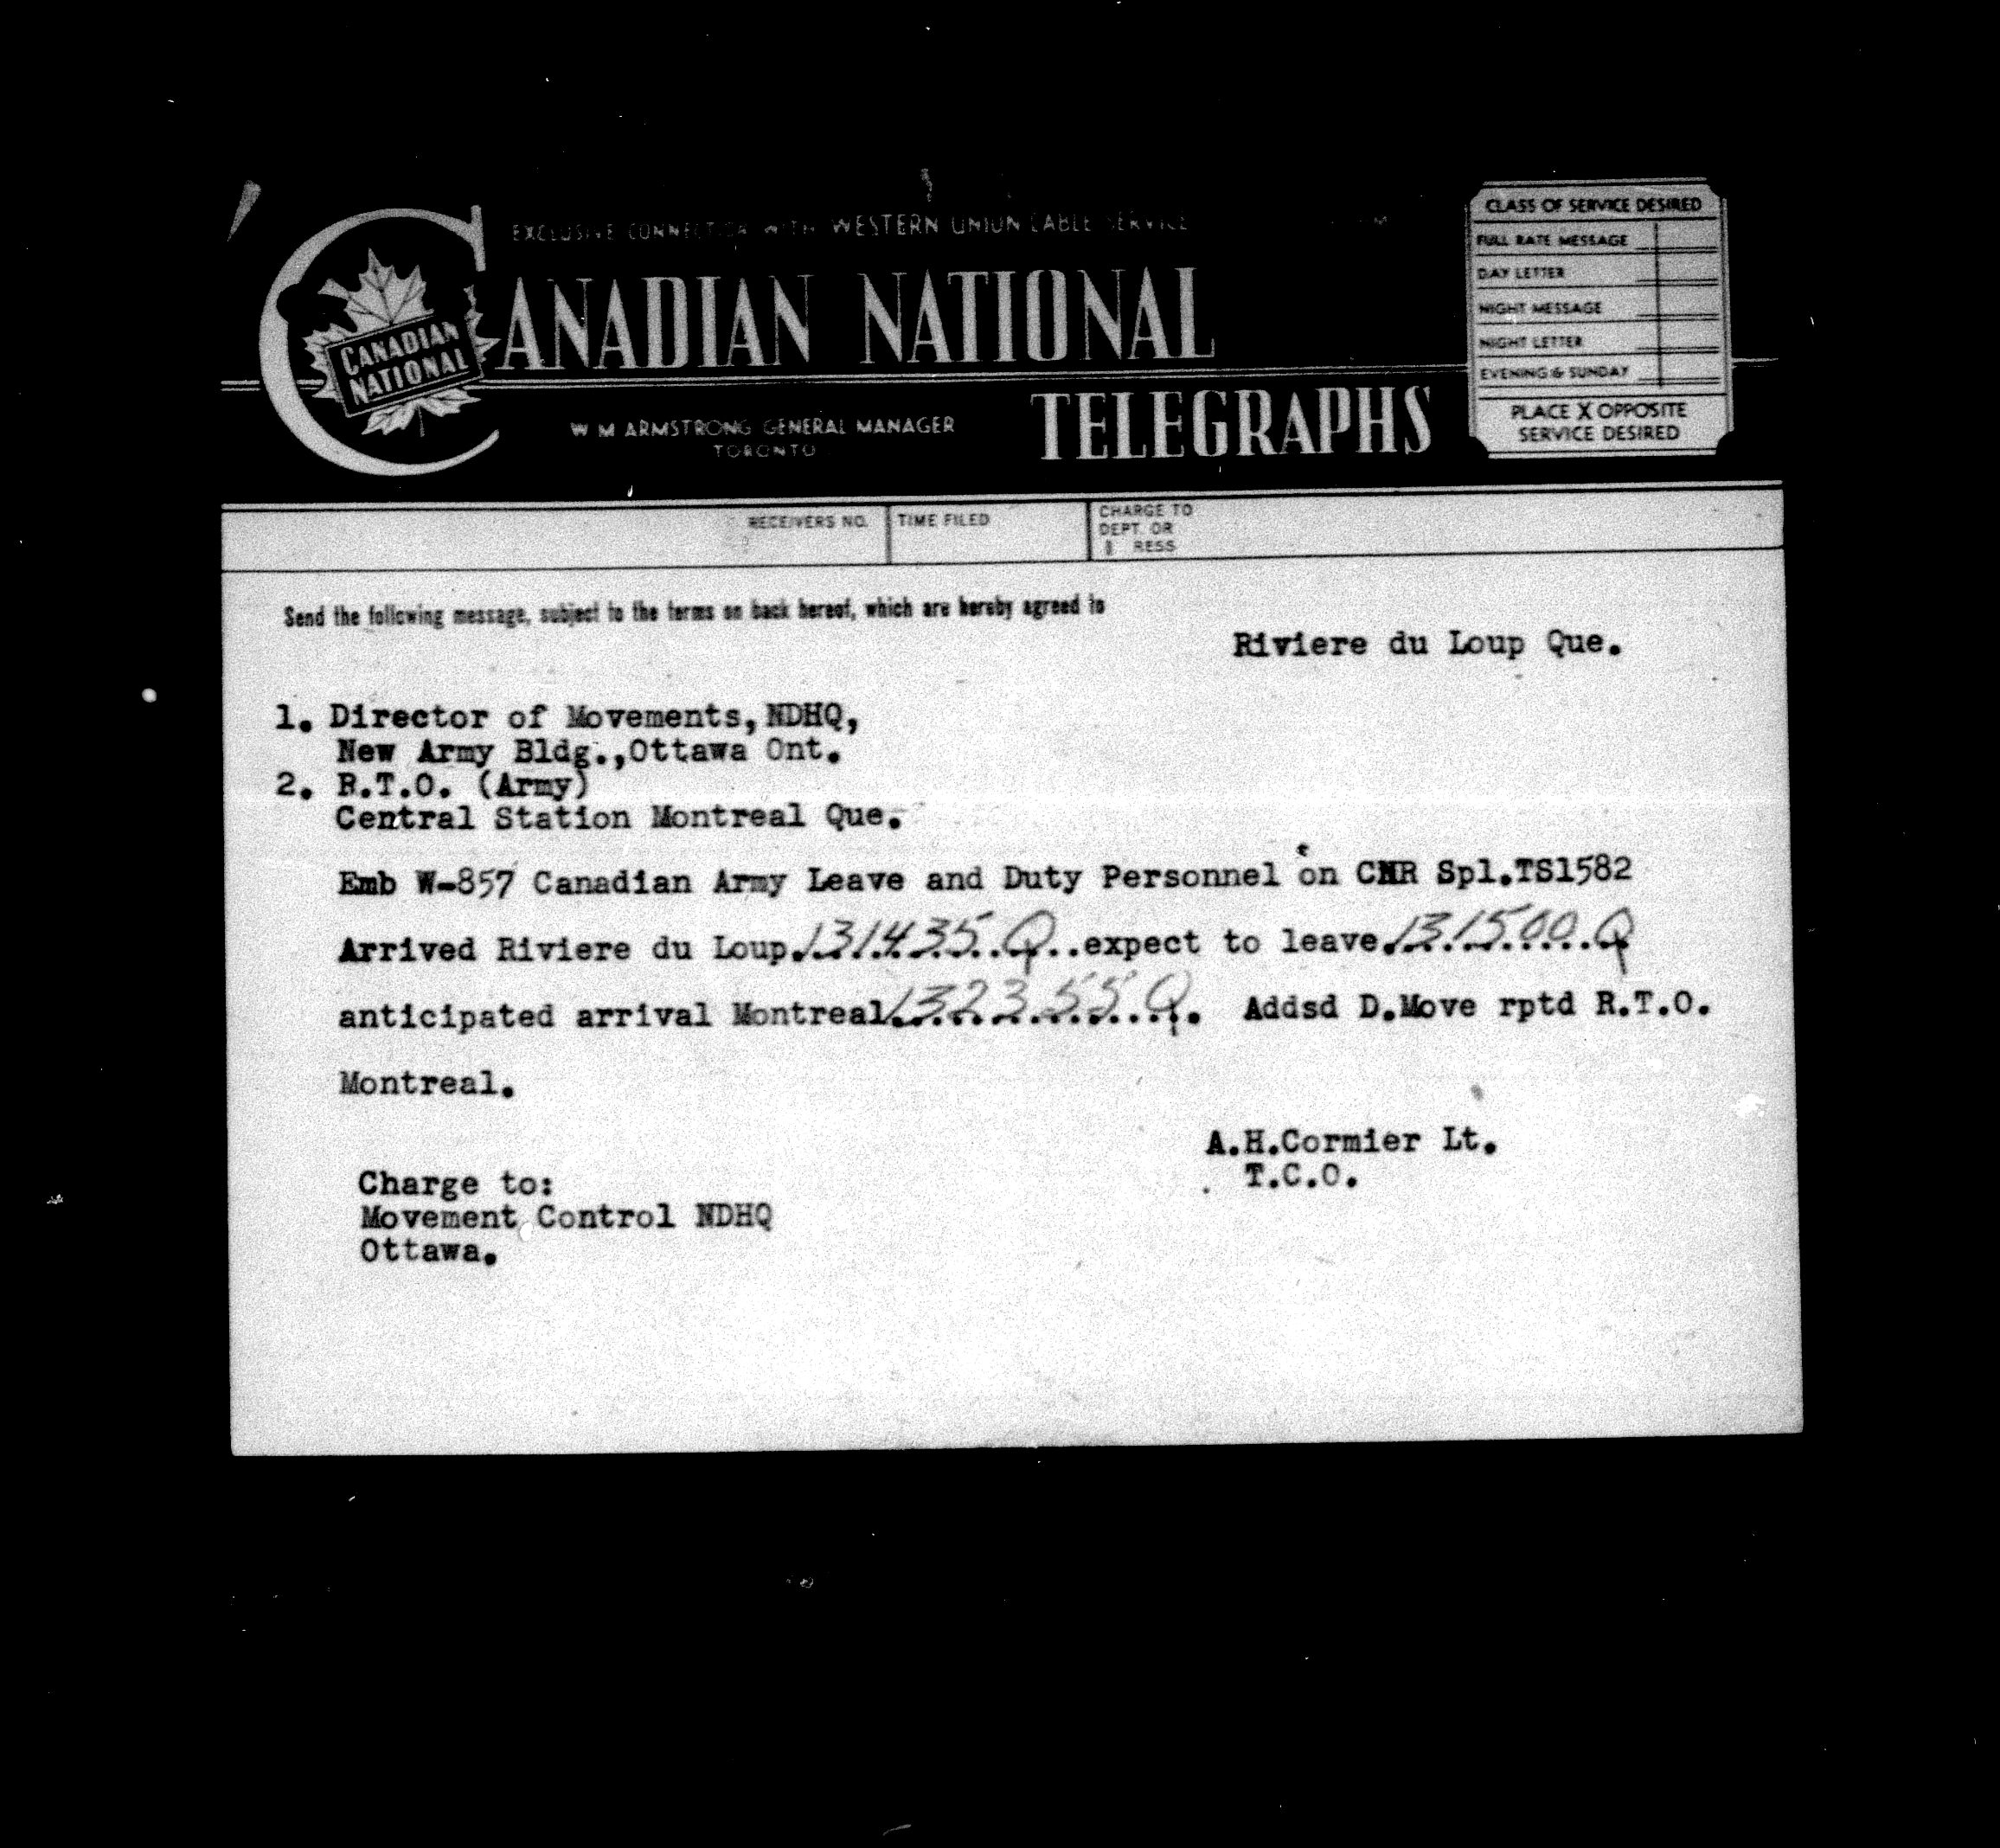 EXCLUSIVE CONNECTION WITH WESTERN UNION CABLE SERVICE
CANADIAN NATIONAL
CANADIAN
NATIONAL
TELEGRAPHS
W M ARMSTRONG GENERAL MANAGER
TORONTO
CLASS OF SERVICE DESIRED
FULL RATE MESSAGE
DAY LETTER
NIGHT MESSAGE
NIGHT LETTER
EVENING & SUNDAY
PLACE X OPPOSITE
SERVICE DESIRED
RECEIVERS NO.
TIME FILED
CHARGE TO
DEPT. OR
RESS
Send the following message, subject to the terms on back hereof, which are hereby agreed to
Riviere du Loup Que.
1. Director of Movements, NDHQ,
New Army Bldg.,Ottawa Ont.
2. R.T.O. (Army)
Central Station Montreal Que.
Emb W-857 Canadian Army Leave and Duty Personnel on CNR Spl.TS1582
Arrived Riviere du Loup.131435.Q...expect to leave.131500.Q
anticipated arrival Montreal.132355Q. Addsd D.Move rptd R.T.O.
Montreal.
A.H.Cormier Lt.
T.C.O.
Charge to:
Movement Control NDHQ
Ottawa.